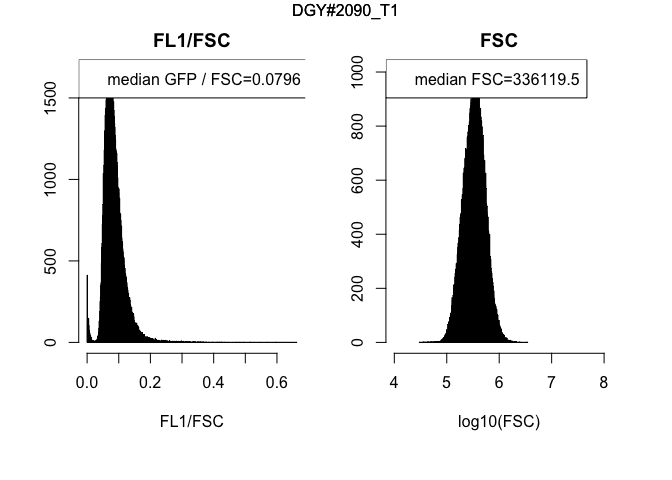 DGY#2090_T1
FL1/FSC
median GFP / FSC=0.0796
1500
1000
500
0
0.0 0.2 0.4 0.6
FL1/FSC
FSC
median FSC=336119.5
1000
800
600
400
200
0
4 5 6 7 8
log10(FSC)